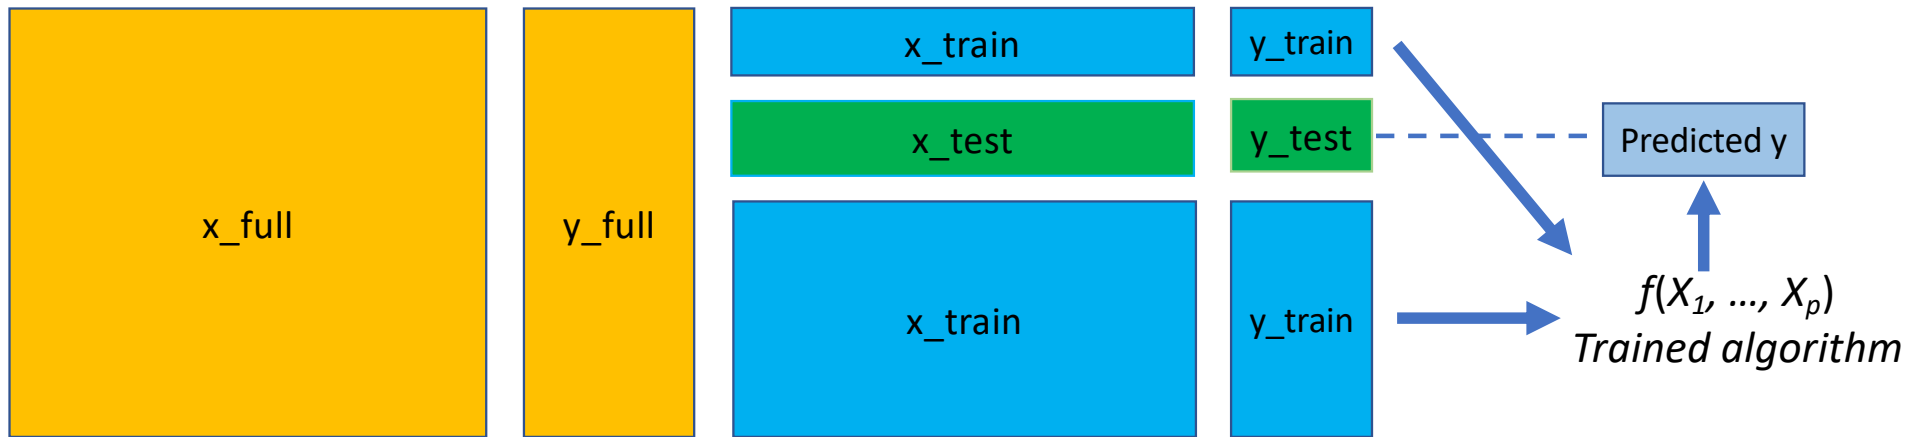 x_full
y_full
x_train
y_train
x_test
y_test
x_train
y_train
Predicted y
f(X1, ..., Xp)
Trained algorithm